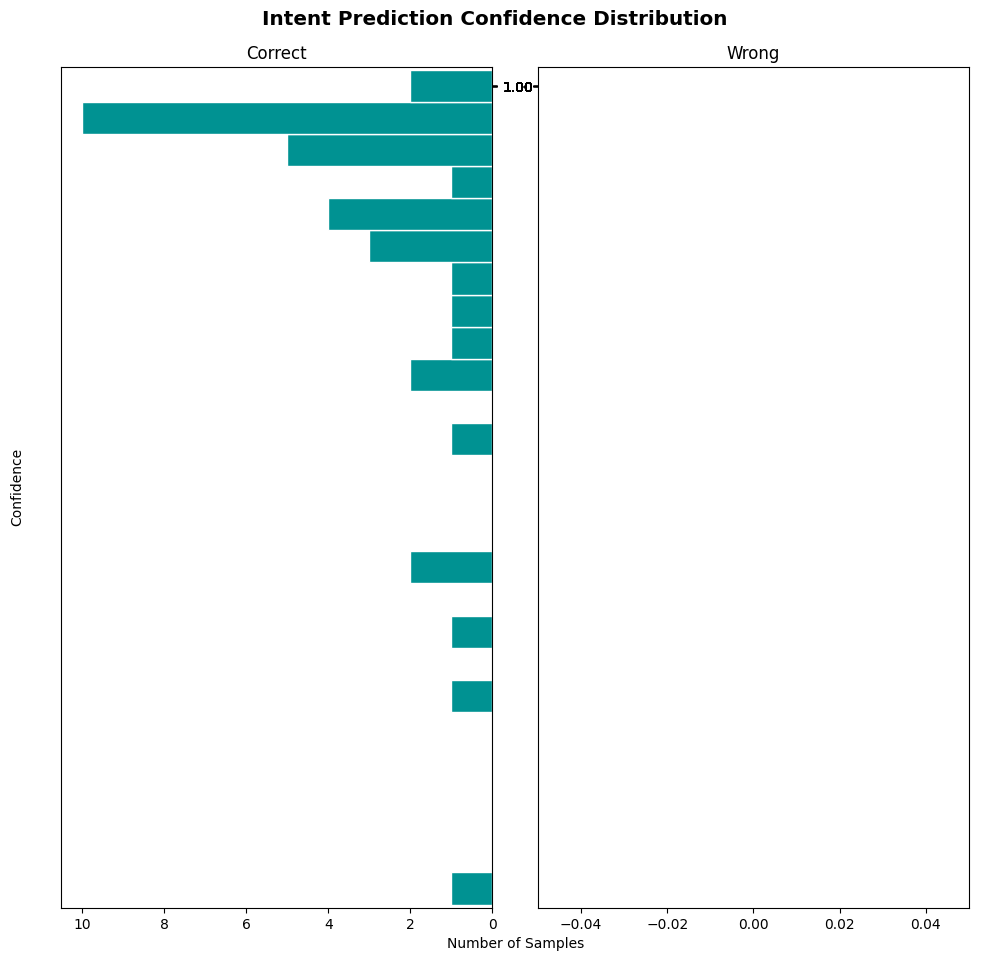 Intent Prediction Confidence Distribution
Correct
Wrong
1.00
Confidence
10 8 6 4 2 0
−0.04 −0.02 0.00 0.02 0.04
Number of Samples